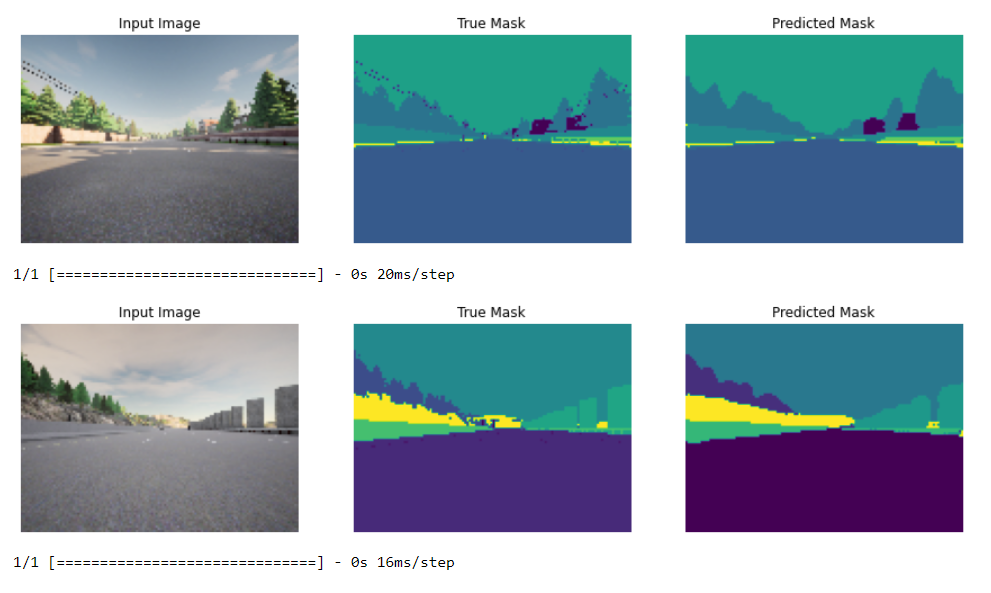 Input Image True Mask Predicted Mask
1/1 [==============================] - 0s 20ms/step
Input Image True Mask Predicted Mask
1/1 [==============================] - 0s 16ms/step